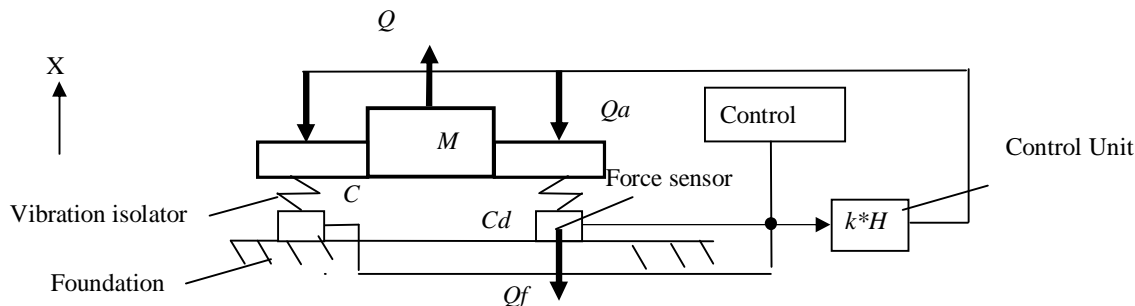 Q
X
Qa
Control
M
Control Unit
Force sensor
C
Vibration isolator
Cd
k*H
Foundation
Qf